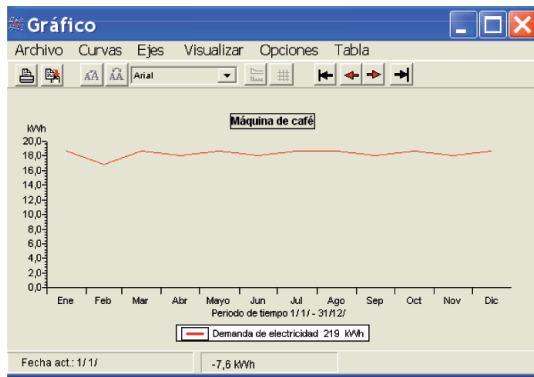 Gráfico
Archivo Curvas Ejes Visualizar Opciones Tabla
Arial
Máquina de café
kWh
20,0
18,0
16,0
14,0
12,0
10,0
8,0
6,0
4,0
2,0
0,0
Ene Feb Mar Abr Mayo Jun Jul Ago Sep Oct Nov Dic
Periodo de tiempo 1/1/ - 31/12/
Demanda de electricidad 219 kWh
Fecha act.: 1/1/ -7,6 kWh